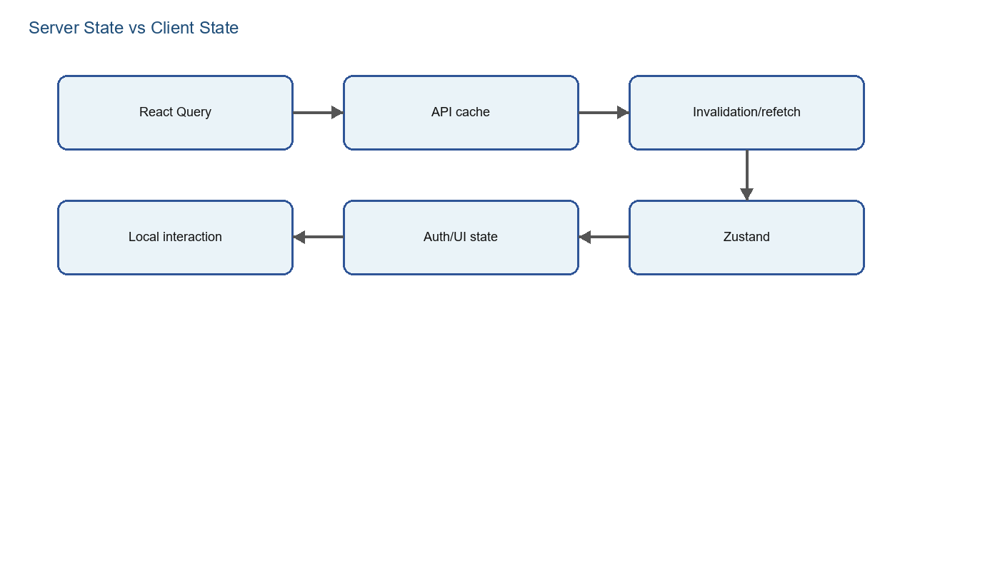 Server State vs Client State
React Query
API cache
Invalidation/refetch
Local interaction
Auth/UI state
Zustand